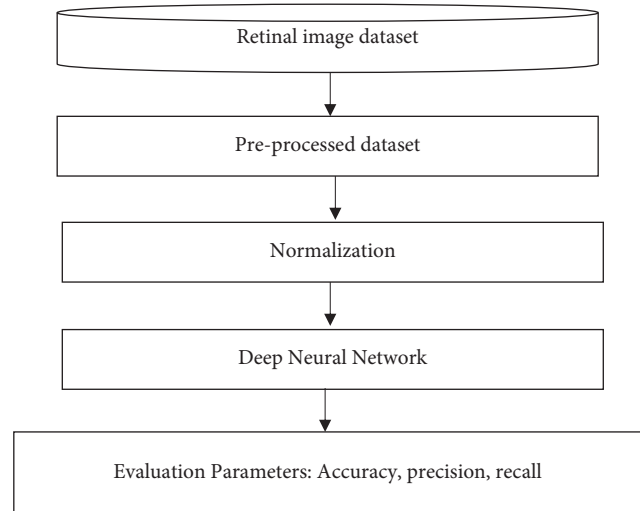 Retinal image dataset
Pre-processed dataset
Normalization
Deep Neural Network
Evaluation Parameters: Accuracy, precision, recall